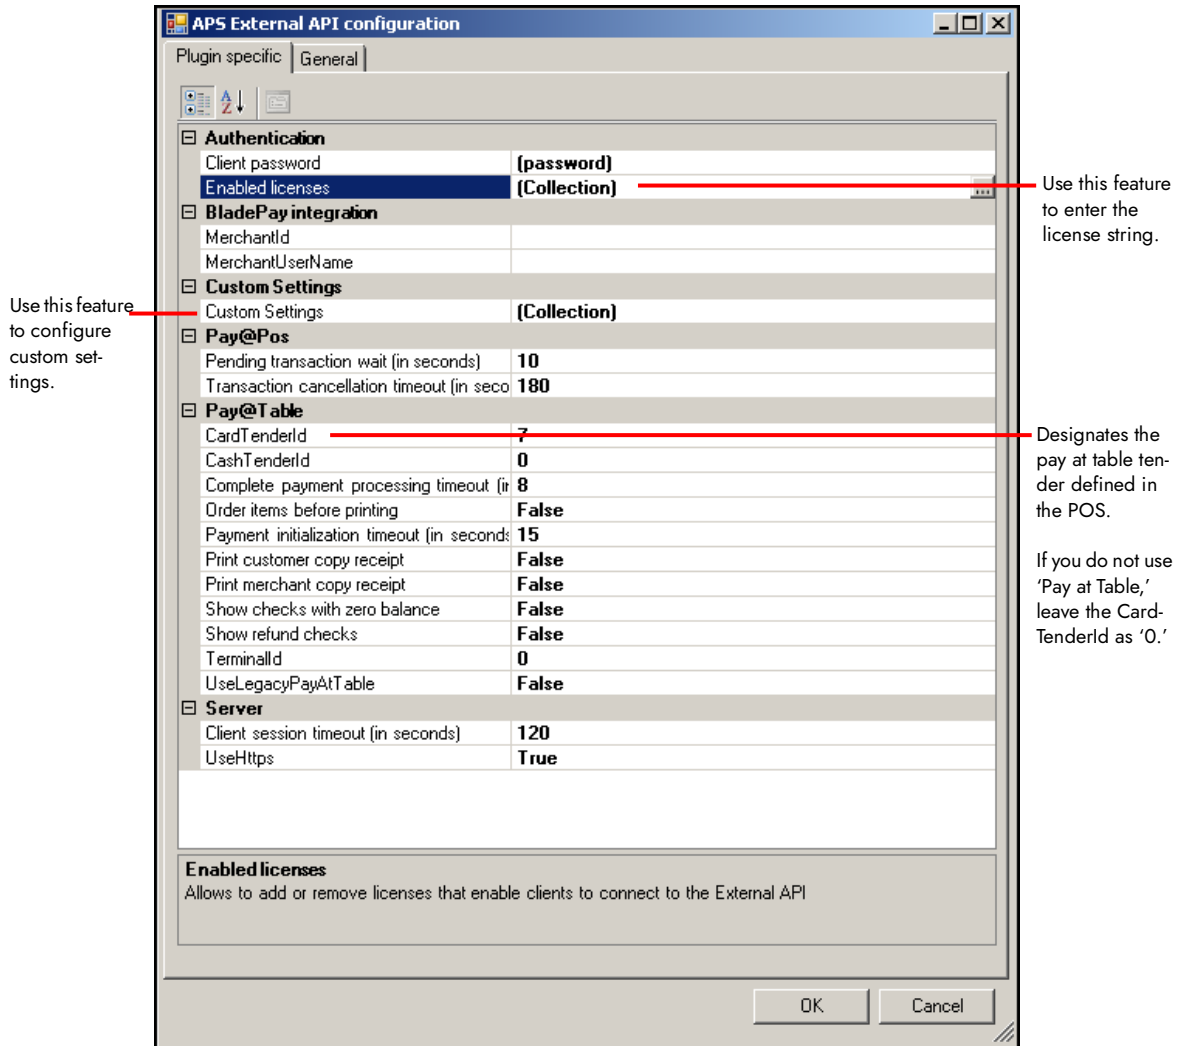 APS External API configuration
Plugin specific
General
Authentication
Client password (password)
Enabled licenses (Collection) ...
BladePay integration
MerchantId
MerchantUserName
Custom Settings
Custom Settings (Collection)
Pay@Pos
Pending transaction wait (in seconds) 10
Transaction cancellation timeout (in seco 180
Pay@Table
CardTenderId 7
CashTenderId 0
Complete payment processing timeout (ir 8
Order items before printing False
Payment initialization timeout (in seconds 15
Print customer copy receipt False
Print merchant copy receipt False
Show checks with zero balance False
Show refund checks False
TerminalId 0
UseLegacyPayAtTable False
Server
Client session timeout (in seconds) 120
UseHttps True
Enabled licenses
Allows to add or remove licenses that enable clients to connect to the External API
OK
Cancel
Use this feature
to configure
custom set-
tings.
Use this feature
to enter the
license string.
Designates the
pay at table ten-
der defined in
the POS.
If you do not use
‘Pay at Table,’
leave the Card-
TenderId as ‘0.’